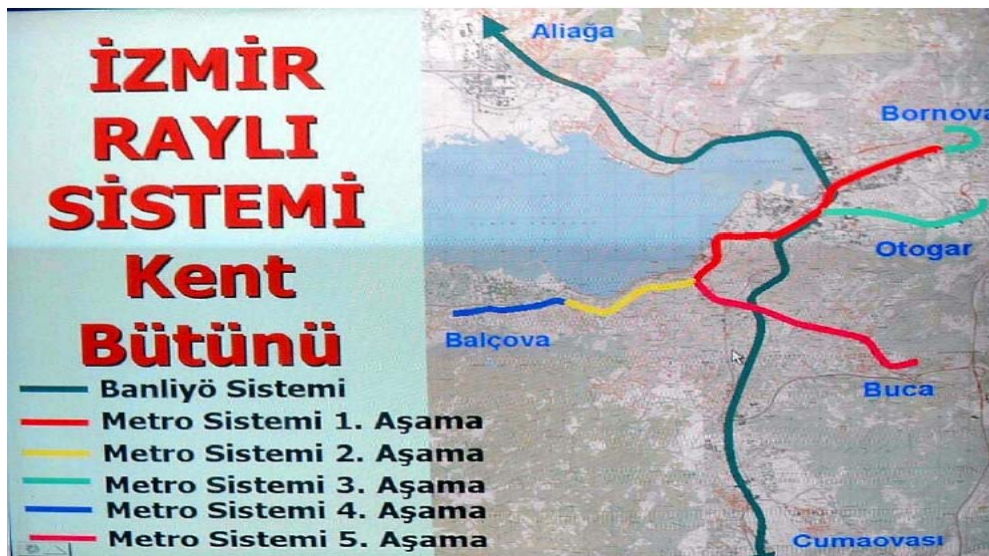 İZMİR
RAYLI
SİSTEMİ
Kent
Bütünü
Banliyö Sistemi
Metro Sistemi 1. Aşama
Metro Sistemi 2. Aşama
Metro Sistemi 3. Aşama
Metro Sistemi 4. Aşama
Metro Sistemi 5. Aşama
Aliağa
Bornova
Otogar
Balçova
Buca
Cumaovası